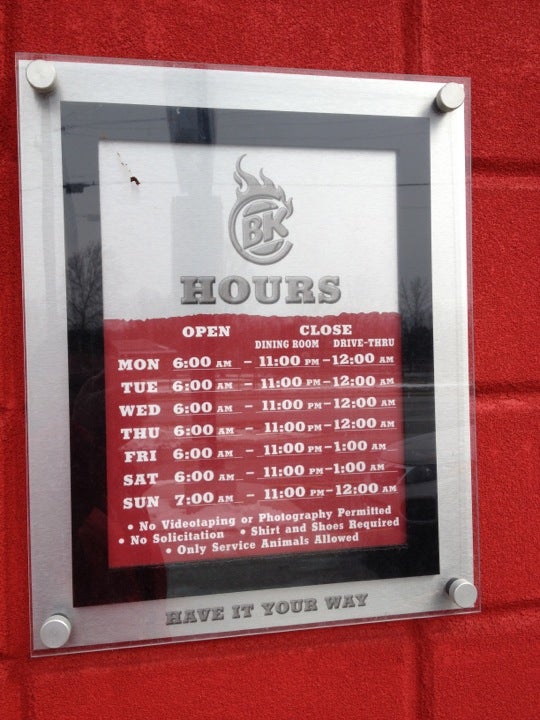 BK
HOURS
OPEN CLOSE
DINING ROOM DRIVE-THRU
MON 6:00 AM - 11:00 PM - 12:00 AM
TUE 6:00 AM - 11:00 PM - 12:00 AM
WED 6:00 AM - 11:00 PM - 12:00 AM
THU 6:00 AM - 11:00 PM - 12:00 AM
FRI 6:00 AM - 11:00 PM - 1:00 AM
SAT 6:00 AM - 11:00 PM - 1:00 AM
SUN 7:00 AM - 11:00 PM - 12:00 AM
• No Videotaping or Photography Permitted
• No Solicitation • Shirt and Shoes Required
• Only Service Animals Allowed
HAVE IT YOUR WAY